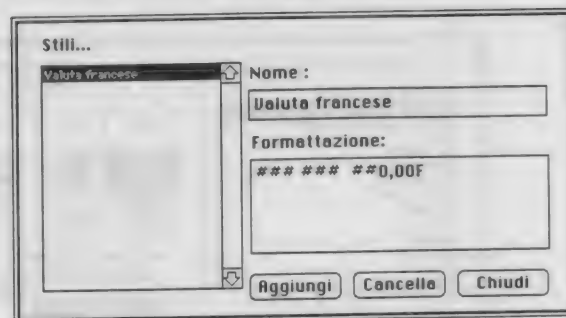 Stili...
Valuta francese
Nome :
Valuta francese
Formattazione:
### ### ##0,00F
Aggiungi
Cancella
Chiudi